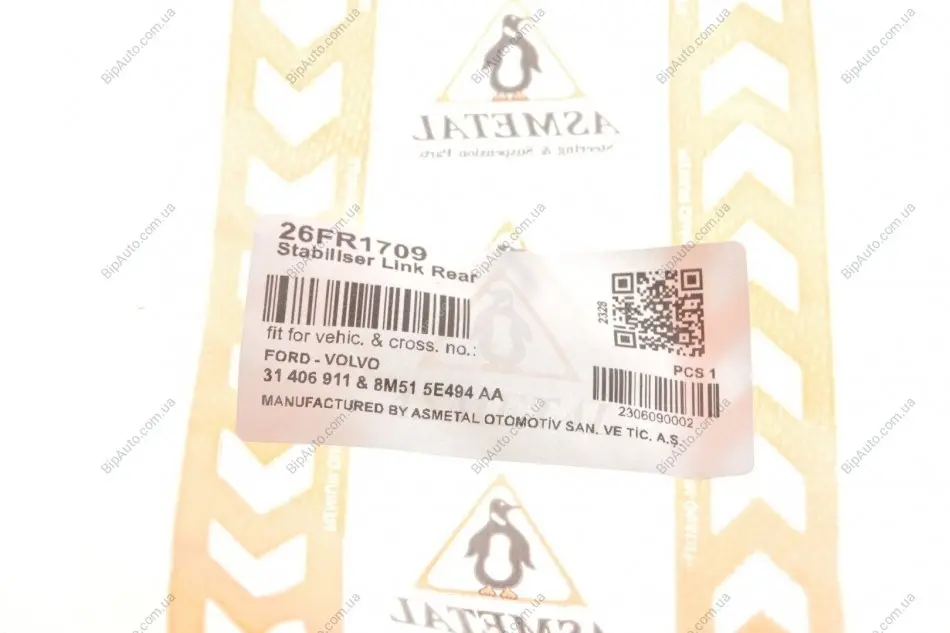 ASMETAL
Steering & Suspension Parts
26FR1709
Stabiliser Link Rear
fit for vehic. & cross. no.:
FORD - VOLVO
31 406 911 & 8M51 5E494 AA
MANUFACTURED BY ASMETAL OTOMOTİV SAN. VE TİC. A.Ş.
2328
PCS 1
2306090002
ASMETAL
BipAuto.com.ua